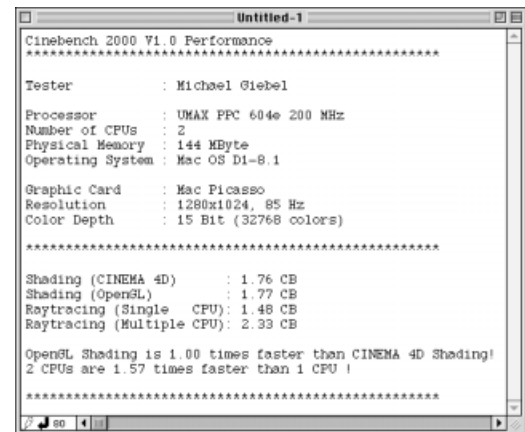 Untitled-1
Cinebench 2000 V1.0 Performance
****************************************************
Tester : Michael Giebel
Processor : UMAX PPC 604e 200 MHz
Number of CPUs : 2
Physical Memory : 144 MByte
Operating System : Mac OS D1-8.1
Graphic Card : Mac Picasso
Resolution : 1280x1024, 85 Hz
Color Depth : 15 Bit (32768 colors)
****************************************************
Shading (CINEMA 4D) : 1.76 CB
Shading (OpenGL) : 1.77 CB
Raytracing (Single CPU): 1.48 CB
Raytracing (Multiple CPU): 2.33 CB
OpenGL Shading is 1.00 times faster than CINEMA 4D Shading!
2 CPUs are 1.57 times faster than 1 CPU !
****************************************************
80